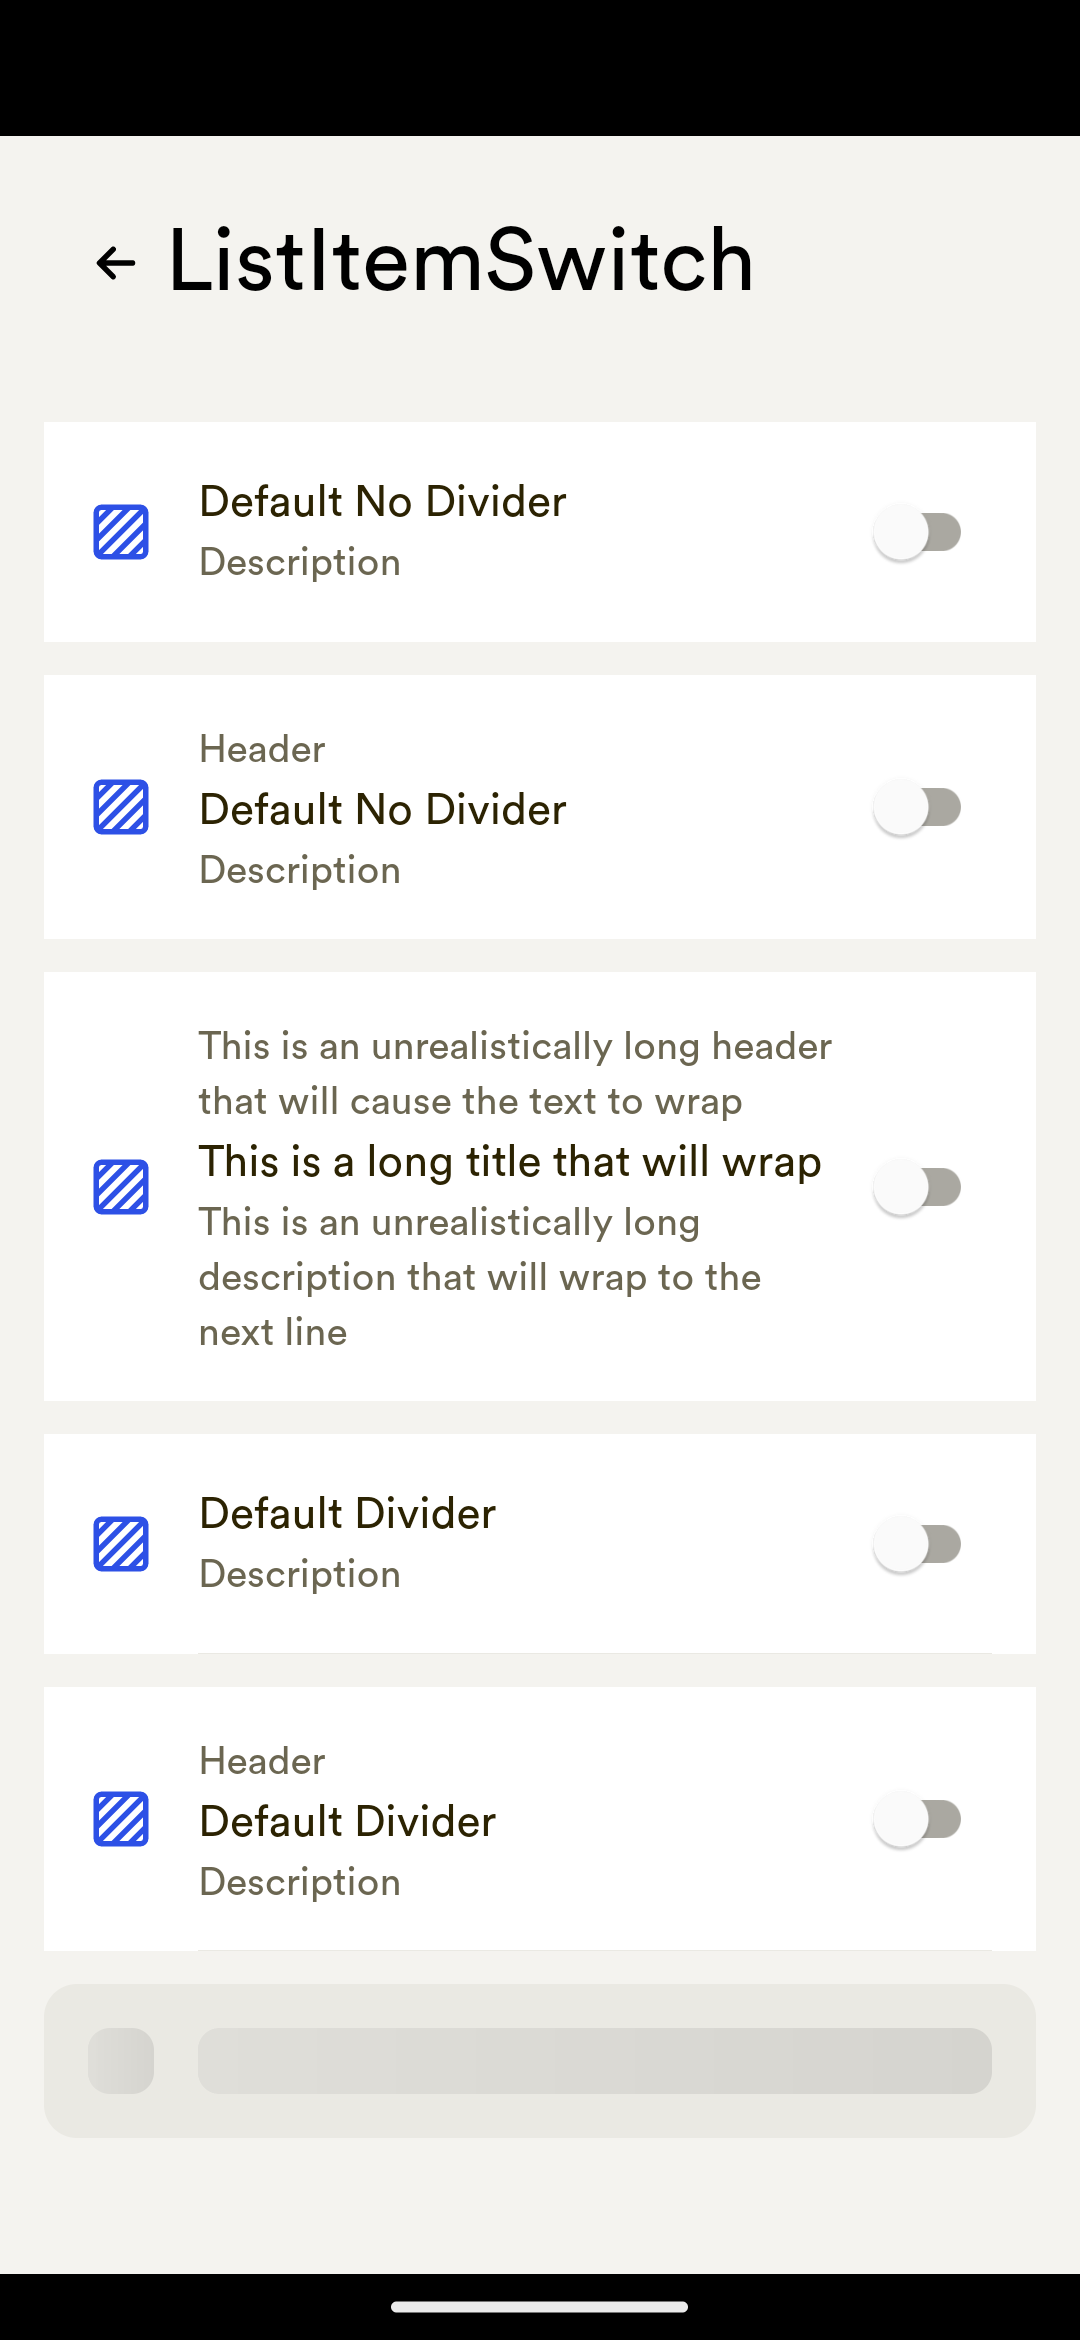 ListItemSwitch
Default No Divider
Description
Header
Default No Divider
Description
This is an unrealistically long header
that will cause the text to wrap
This is a long title that will wrap
This is an unrealistically long
description that will wrap to the
next line
Default Divider
Description
Header
Default Divider
Description